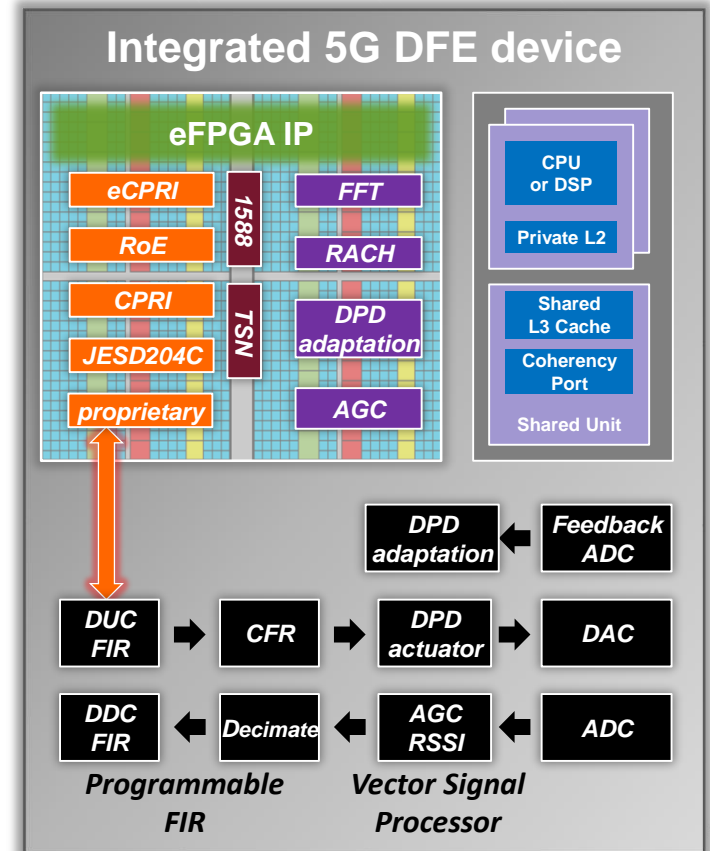 Integrated 5G DFE device
eFPGA IP
eCPRI
RoE
CPRI
JESD204C
proprietary
1588
TSN
FFT
RACH
DPD
adaptation
AGC
CPU
or DSP
Private L2
Shared
L3 Cache
Coherency
Port
Shared Unit
DPD
adaptation
Feedback
ADC
DUC
FIR
CFR
DPD
actuator
DAC
DDC
FIR
Decimate
AGC
RSSI
ADC
Programmable
FIR
Vector Signal
Processor